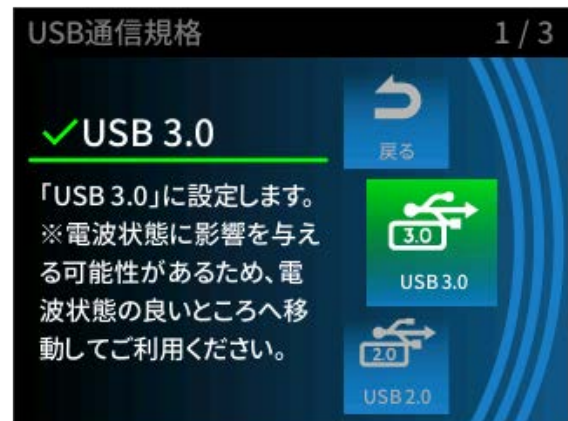 USB通信規格 1 / 3
✓USB 3.0
「USB 3.0」に設定します。
※電波状態に影響を与え
る可能性があるため、電
波状態の良いところへ移
動してご利用ください。
戻る
3.0
USB 3.0
2.0
USB 2.0